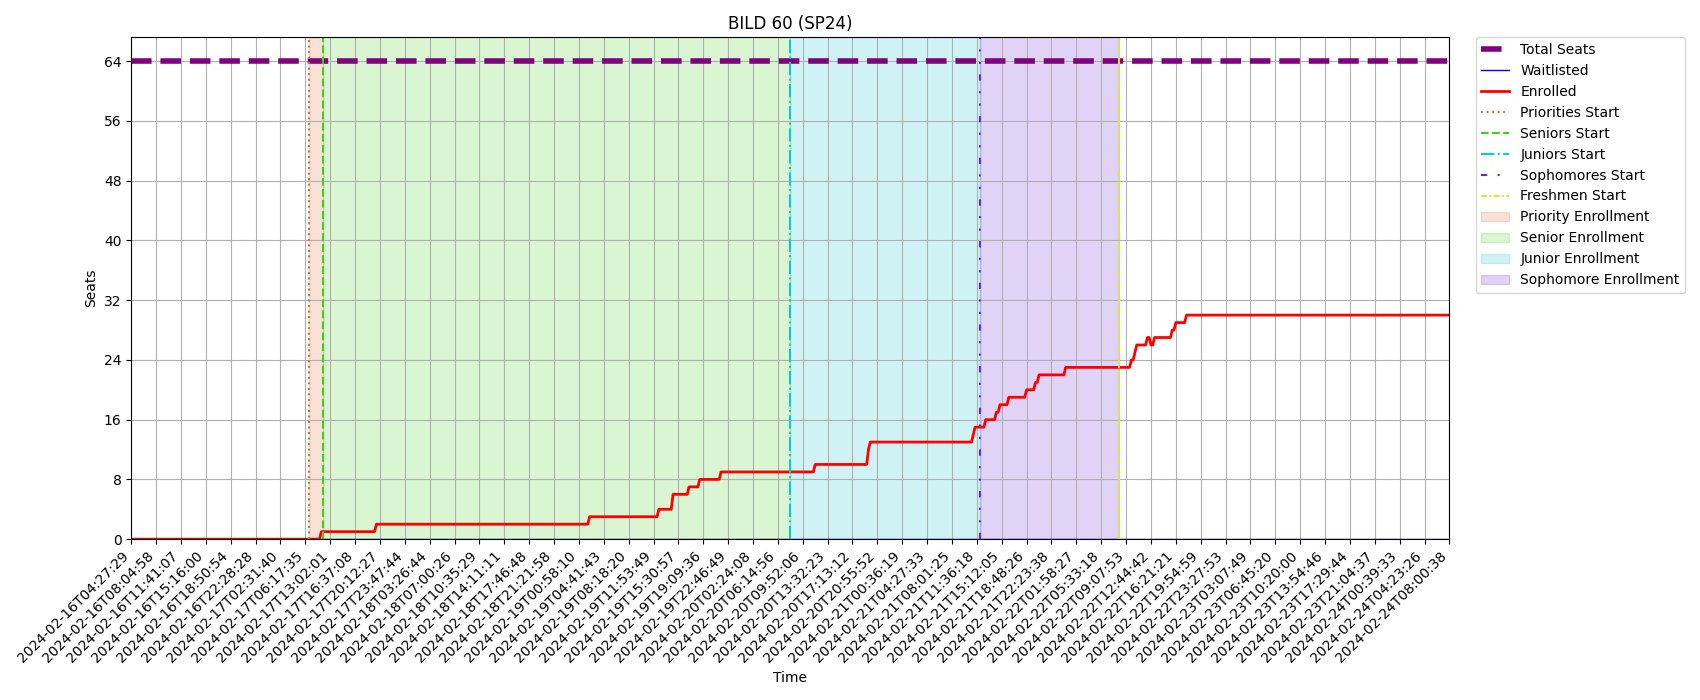 BILD 60 (SP24)
Seats
64
56
48
40
32
24
16
8
0
2024-02-16T04:27:29
2024-02-16T08:04:58
2024-02-16T11:41:07
2024-02-16T15:16:00
2024-02-16T18:50:54
2024-02-16T22:28:28
2024-02-17T02:31:40
2024-02-17T06:17:35
2024-02-17T13:02:01
2024-02-17T16:37:08
2024-02-17T20:12:27
2024-02-17T23:47:44
2024-02-18T03:26:44
2024-02-18T07:00:26
2024-02-18T10:35:29
2024-02-18T14:11:11
2024-02-18T17:46:48
2024-02-18T21:21:58
2024-02-19T00:58:10
2024-02-19T04:41:43
2024-02-19T08:18:20
2024-02-19T11:53:49
2024-02-19T15:30:57
2024-02-19T19:09:36
2024-02-19T22:46:49
2024-02-20T02:24:08
2024-02-20T06:14:56
2024-02-20T09:52:06
2024-02-20T13:32:23
2024-02-20T17:13:12
2024-02-20T20:55:52
2024-02-21T00:36:19
2024-02-21T04:27:33
2024-02-21T08:01:25
2024-02-21T11:36:18
2024-02-21T15:12:05
2024-02-21T18:48:26
2024-02-21T22:23:38
2024-02-22T01:58:27
2024-02-22T05:33:18
2024-02-22T09:07:53
2024-02-22T12:44:42
2024-02-22T16:21:21
2024-02-22T19:54:59
2024-02-22T23:27:53
2024-02-23T03:07:49
2024-02-23T06:45:20
2024-02-23T10:20:00
2024-02-23T13:54:46
2024-02-23T17:29:44
2024-02-23T21:04:37
2024-02-24T00:39:33
2024-02-24T04:23:26
2024-02-24T08:00:38
Time
Total Seats
Waitlisted
Enrolled
Priorities Start
Seniors Start
Juniors Start
Sophomores Start
Freshmen Start
Priority Enrollment
Senior Enrollment
Junior Enrollment
Sophomore Enrollment